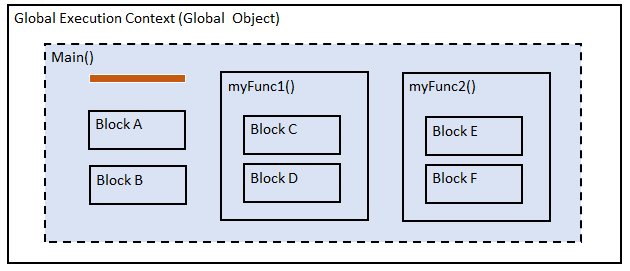 Global Execution Context (Global Object)
Main()
Block A
Block B
myFunc1()
Block C
Block D
myFunc2()
Block E
Block F